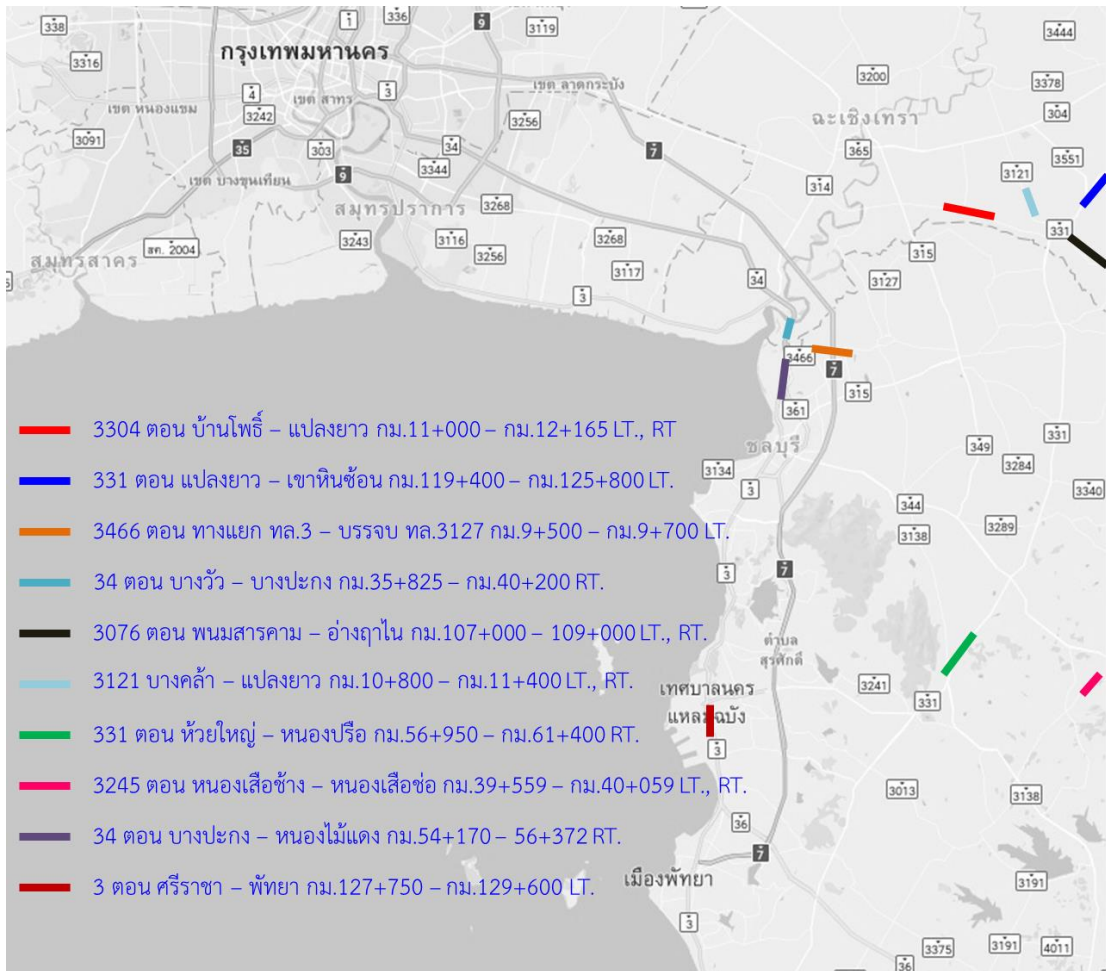 338
1
336
9
3119
3444
3316
กรุงเทพมหานคร
3200
3378
4
เขต สาทร
3
เขต ลาดกระบัง
เขต หนองแขม
3242
3256
ฉะเชิงเทรา
304
3091
35
303
34
7
365
3551
9
3344
3121
เขต บางขุนเทียน
314
สมุทรปราการ
3268
331
สค. 2004
3243
3116
3256
3268
315
สมุทรสาคร
3117
34
3127
3
3466
7
361
315
3304 ตอน บ้านโพธิ์ – แปลงยาว กม.11+000 – กม.12+165 LT., RT
ชลบุรี
349
331
3284
3134
331 ตอน แปลงยาว – เขาหินซ้อน กม.119+400 – กม.125+800 LT.
3
3340
344
3289
3466 ตอน ทางแยก ทล.3 – บรรจบ ทล.3127 กม.9+500 – กม.9+700 LT.
3138
34 ตอน บางวัว – บางปะกง กม.35+825 – กม.40+200 RT.
3
7
3076 ตอน พนมสารคาม – อ่างฤาไน กม.107+000 – 109+000 LT., RT.
ตำบล
สุรศักดิ์
3121 บางคล้า – แปลงยาว กม.10+800 – กม.11+400 LT., RT.
เทศบาลนคร
แหลมฉบัง
3241
331
331 ตอน ห้วยใหญ่ – หนองปรือ กม.56+950 – กม.61+400 RT.
3
3245 ตอน หนองเสือช้าง – หนองเสือช่อ กม.39+559 – กม.40+059 LT., RT.
3013
3138
34 ตอน บางปะกง – หนองไม้แดง กม.54+170 – 56+372 RT.
36
7
3 ตอน ศรีราชา – พัทยา กม.127+750 – กม.129+600 LT.
เมืองพัทยา
3191
3
3375
3191
4011
36